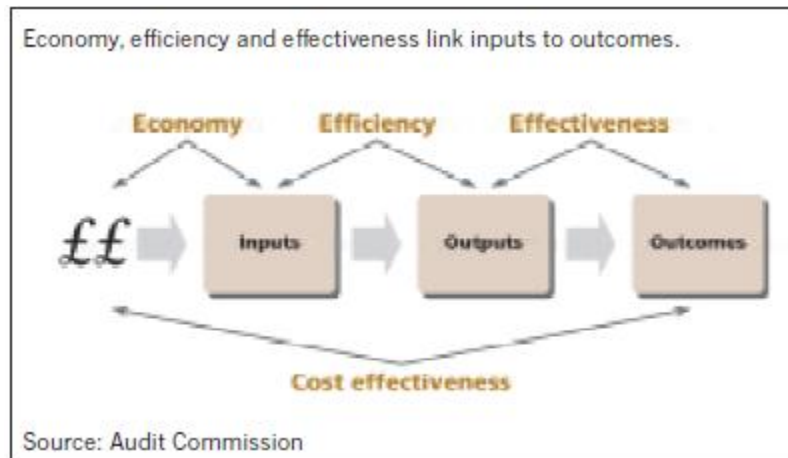 Economy, efficiency and effectiveness link inputs to outcomes.
Economy Efficiency Effectiveness
££ Inputs Outputs Outcomes
Cost effectiveness
Source: Audit Commission